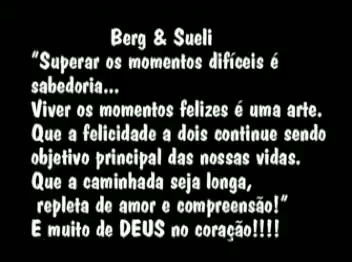 Berg & Sueli
"Superar os momentos difíceis é
sabedoria...
Viver os momentos felizes é uma arte.
Que a felicidade a dois continue sendo
objetivo principal das nossas vidas.
Que a caminhada seja longa,
repleta de amor e compreensão!"
E muito de DEUS no coração!!!!